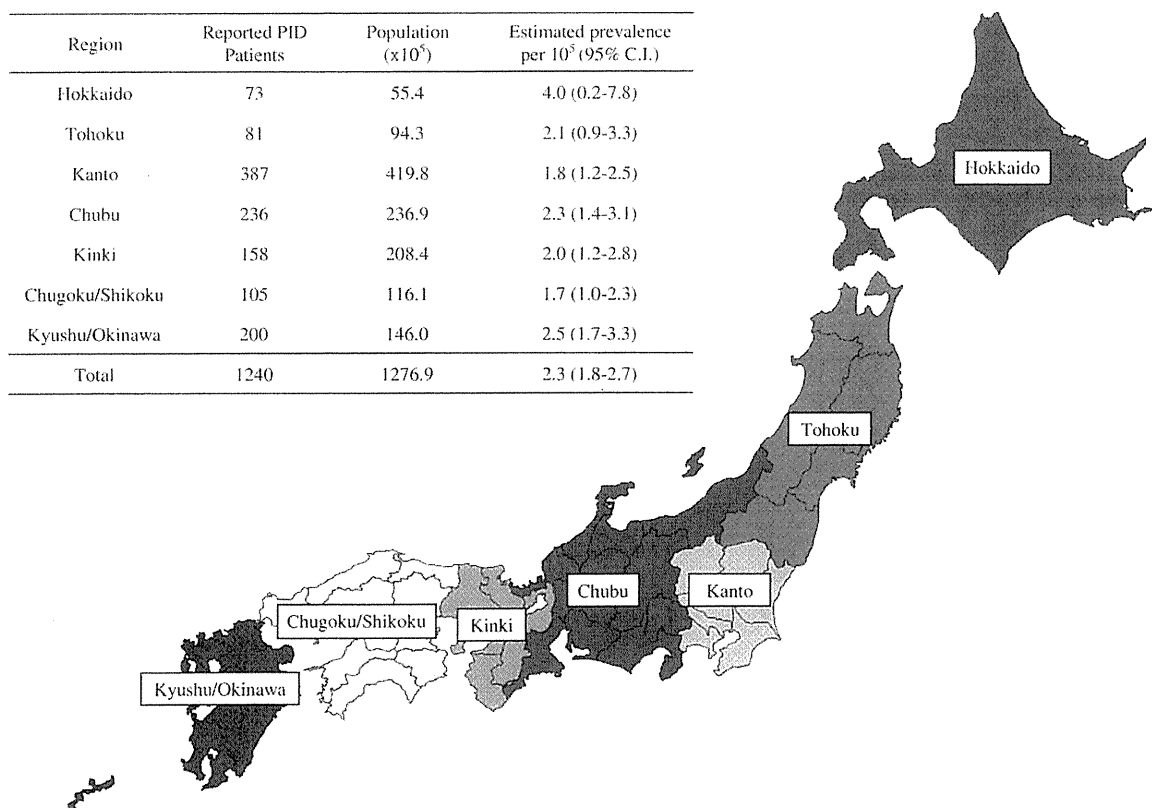 Region Reported PID Patients Population (x10⁵) Estimated prevalence per 10⁵ (95% C.I.)
Hokkaido 73 55.4 4.0 (0.2-7.8)
Tohoku 81 94.3 2.1 (0.9-3.3)
Kanto 387 419.8 1.8 (1.2-2.5)
Chubu 236 236.9 2.3 (1.4-3.1)
Kinki 158 208.4 2.0 (1.2-2.8)
Chugoku/Shikoku 105 116.1 1.7 (1.0-2.3)
Kyushu/Okinawa 200 146.0 2.5 (1.7-3.3)
Total 1240 1276.9 2.3 (1.8-2.7)
Hokkaido
Tohoku
Chubu
Kanto
Chugoku/Shikoku
Kinki
Kyushu/Okinawa